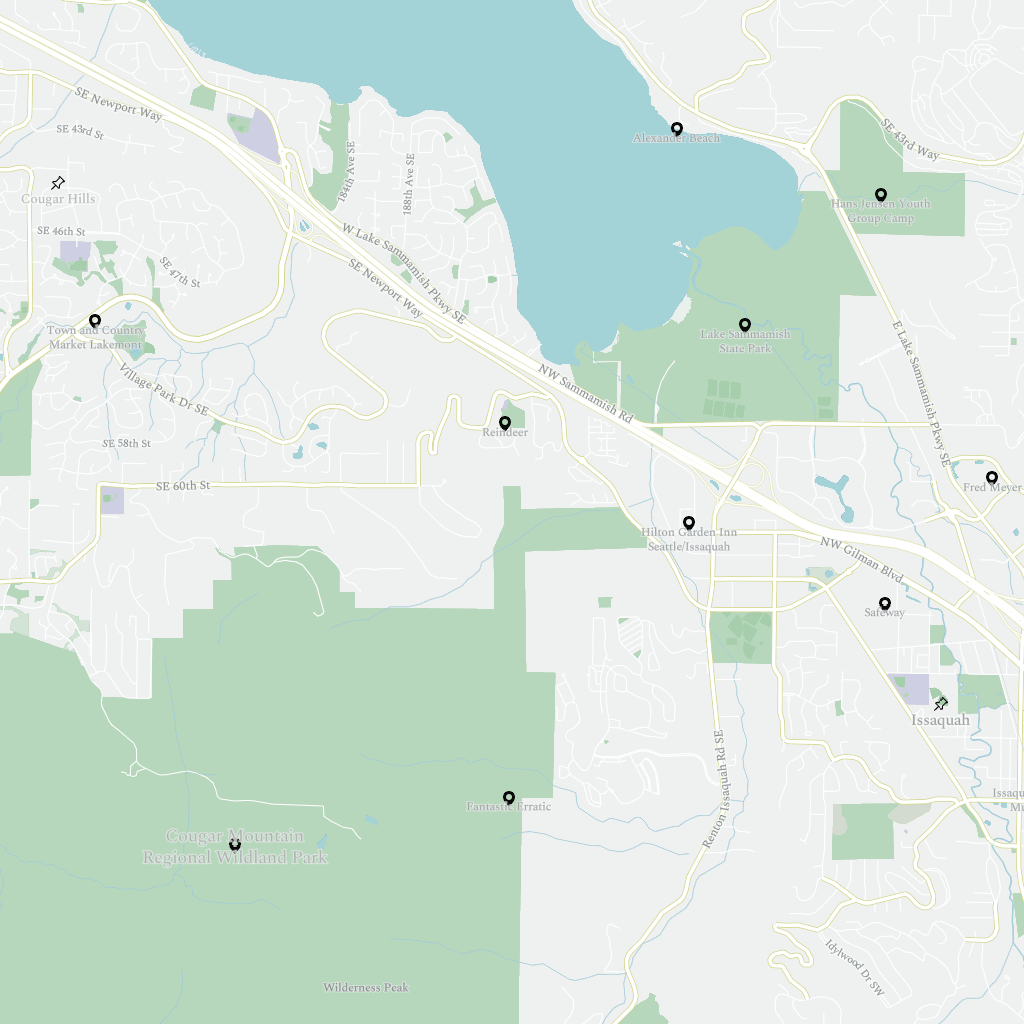 SE Newport Way
SE 43rd St
Alexander Beach
SE 43rd Way
184th Ave SE
188th Ave SE
Cougar Hills
Hans Jensen Youth
Group Camp
SE 46th St
W Lake Sammamish Pkwy SE
SE 47th St
SE Newport Way
Town and Country
Market Lakemont
Lake Sammamish
State Park
E Lake Sammamish Pkwy SE
Village Park Dr SE
NW Sammamish Rd
Reindeer
SE 58th St
SE 60th St
Fred Meyer
Hilton Garden Inn
Seattle/Issaquah
NW Gilman Blvd
Safeway
Issaquah
Renton Issaquah Rd SE
Fantastic Erratic
Cougar Mountain
Regional Wildland Park
Idylwood Dr SW
Wilderness Peak